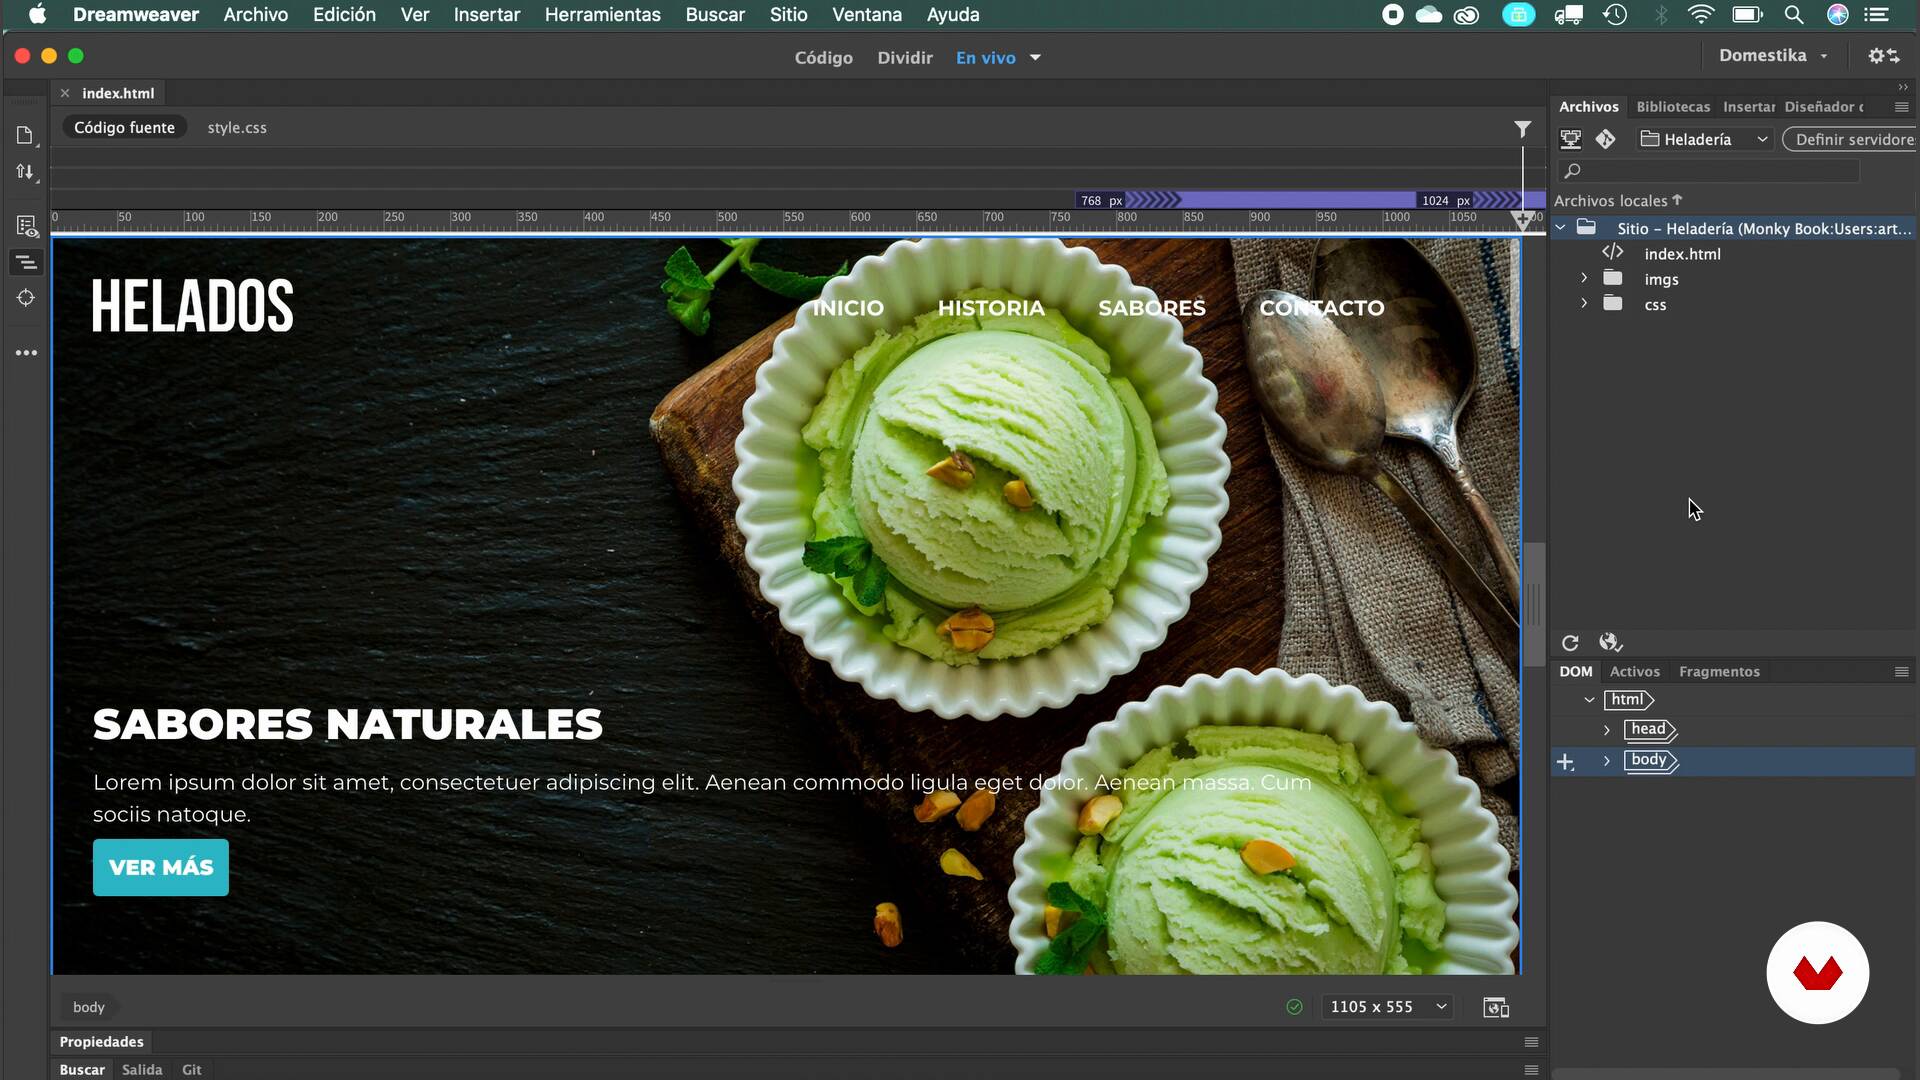 Dreamweaver Archivo Edición Ver Insertar Herramientas Buscar Sitio Ventana Ayuda
Código Dividir En vivo
Domestika
index.html
Código fuente style.css
768 px 1024 px
0 50 100 150 200 250 300 350 400 450 500 550 600 650 700 750 800 850 900 950 1000 1050
HELADOS
INICIO HISTORIA SABORES CONTACTO
SABORES NATURALES
Lorem ipsum dolor sit amet, consectetuer adipiscing elit. Aenean commodo ligula eget dolor. Aenean massa. Cum
sociis natoque.
VER MÁS
body
1105 x 555
Propiedades
Buscar Salida Git
Archivos Bibliotecas Insertar Diseñador
Heladería Definir servidore
Archivos locales
Sitio - Heladería (Monky Book:Users:art...
index.html
imgs
css
DOM Activos Fragmentos
html
head
body